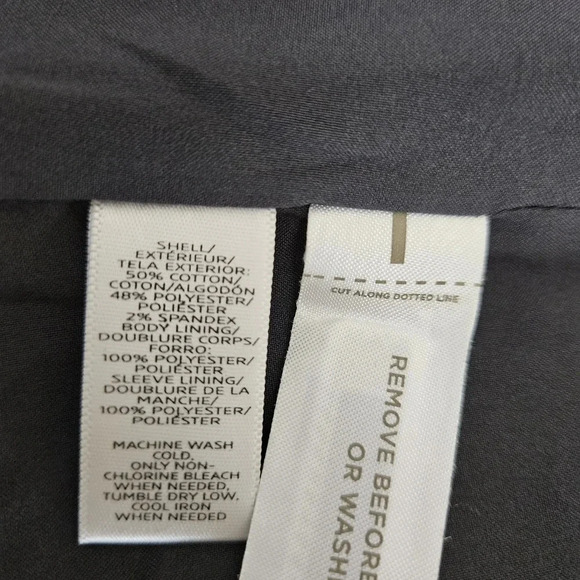 SHELL/
EXTÉRIEUR/
TELA EXTERIOR:
50% COTTON/
COTON/ALGODÓN
48% POLYESTER/
POLIÉSTER
2% SPANDEX
BODY LINING/
DOUBLURE CORPS/
FORRO:
100% POLYESTER/
POLIÉSTER
SLEEVE LINING/
DOUBLURE DE LA
MANCHE/
100% POLYESTER/
POLIÉSTER
MACHINE WASH
COLD,
ONLY NON-
CHLORINE BLEACH
WHEN NEEDED,
TUMBLE DRY LOW,
COOL IRON
WHEN NEEDED
CUT ALONG DOTTED LINE
REMOVE BEFORE
OR WASHI